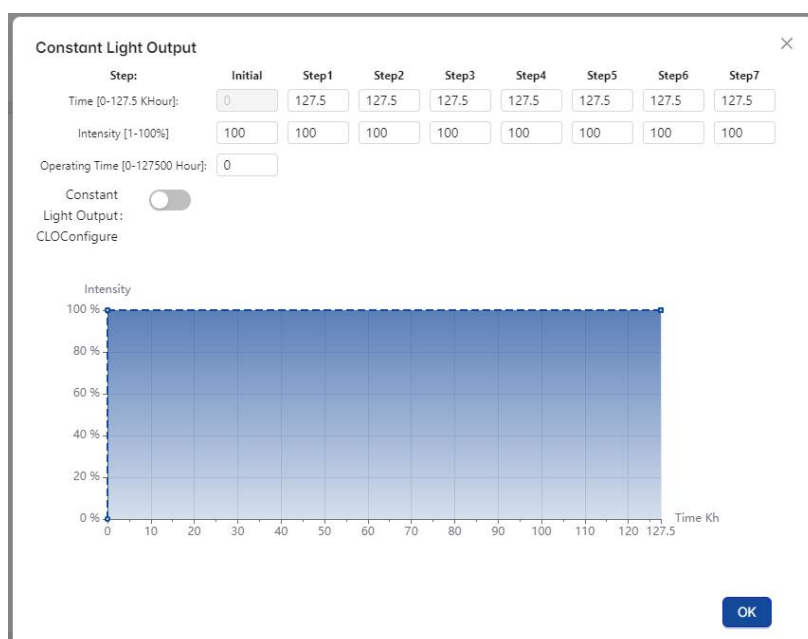 Constant Light Output
Step: Initial Step1 Step2 Step3 Step4 Step5 Step6 Step7
Time [0-127.5 KHour]: 0 127.5 127.5 127.5 127.5 127.5 127.5 127.5
Intensity [1-100%] 100 100 100 100 100 100 100 100
Operating Time [0-127500 Hour]: 0
Constant
Light Output:
CLOConfigure
Intensity
100 %
80 %
60 %
40 %
20 %
0 %
Time Kh
0 10 20 30 40 50 60 70 80 90 100 110 120 127.5
OK